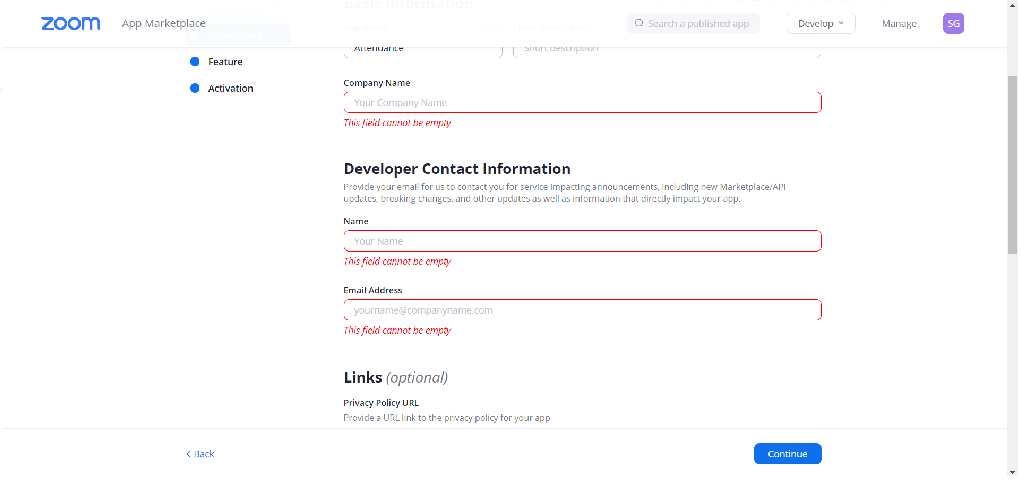 Basic Information
zoom App Marketplace
Search a published app
Develop
Manage
SG
Attendance
Short description
Feature
Activation
Company Name
Your Company Name
This field cannot be empty
Developer Contact Information
Provide your email for us to contact you for service impacting announcements, including new Marketplace/API
updates, breaking changes, and other updates as well as information that directly impact your app.
Name
Your Name
This field cannot be empty
Email Address
yourname@companyname.com
This field cannot be empty
Links (optional)
Privacy Policy URL
Provide a URL link to the privacy policy for your app
Back
Continue